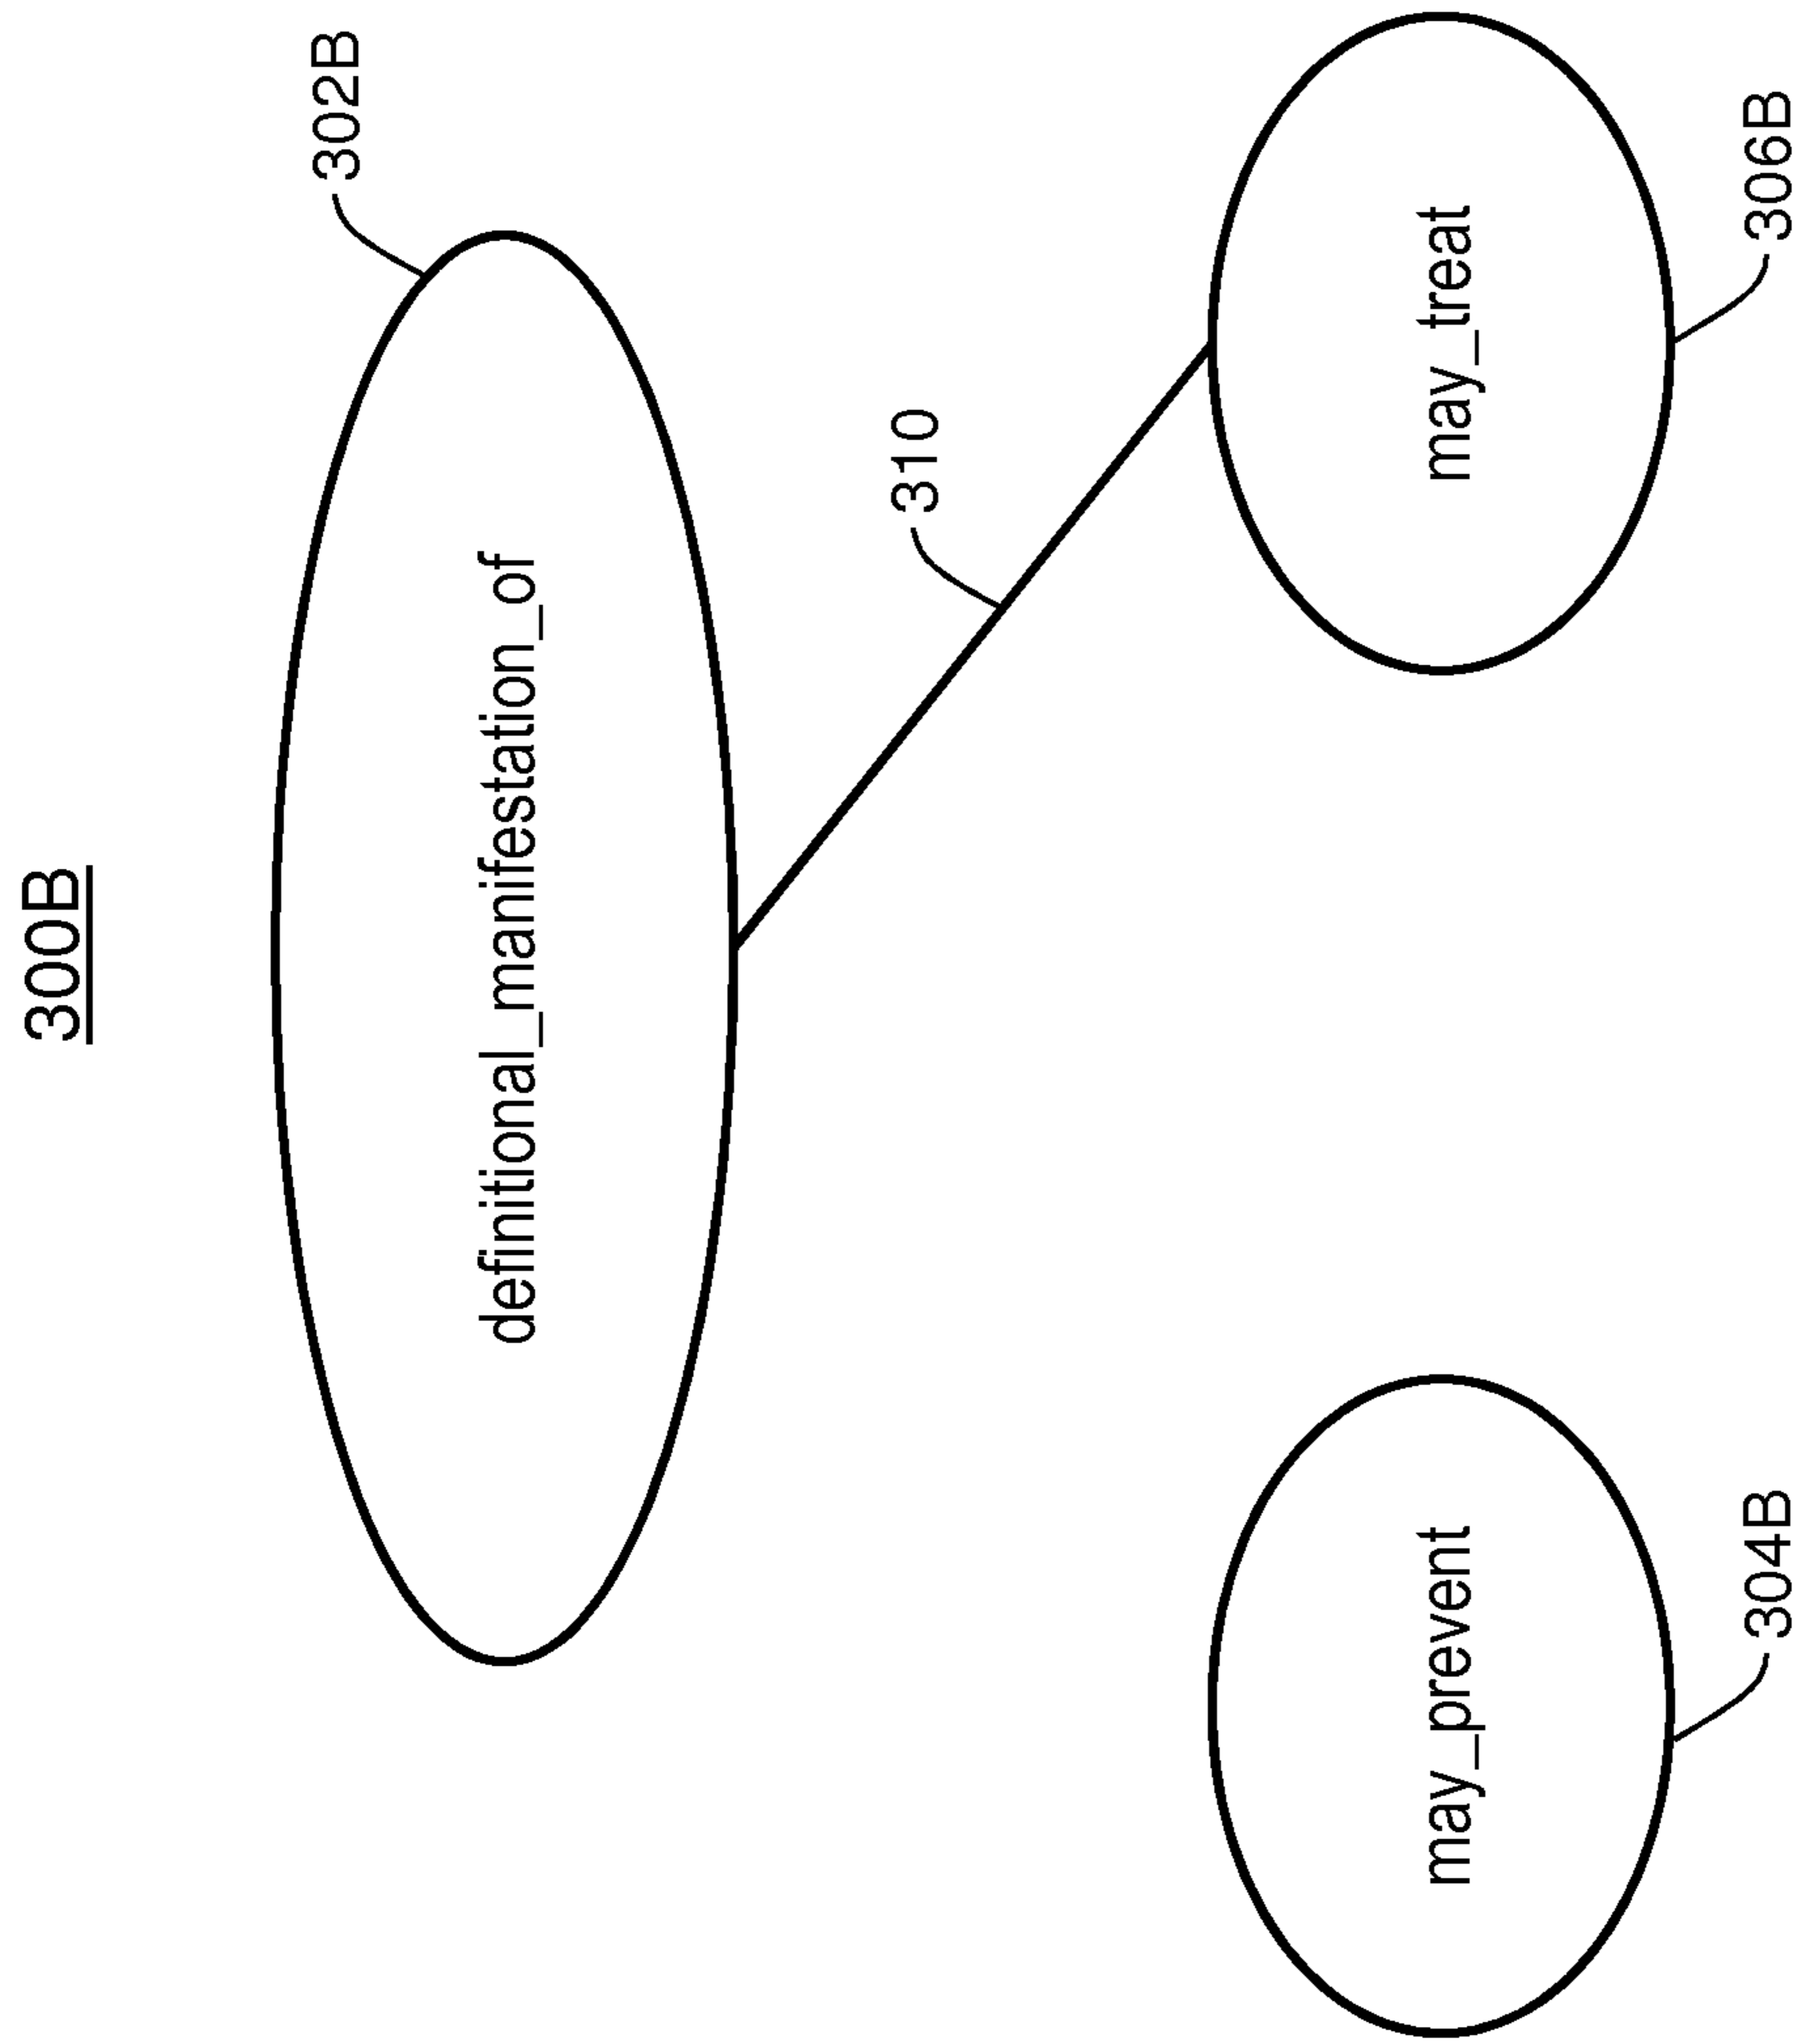 300B
302B
definitional_manifestation_of
310
may_prevent
may_treat
304B
306B